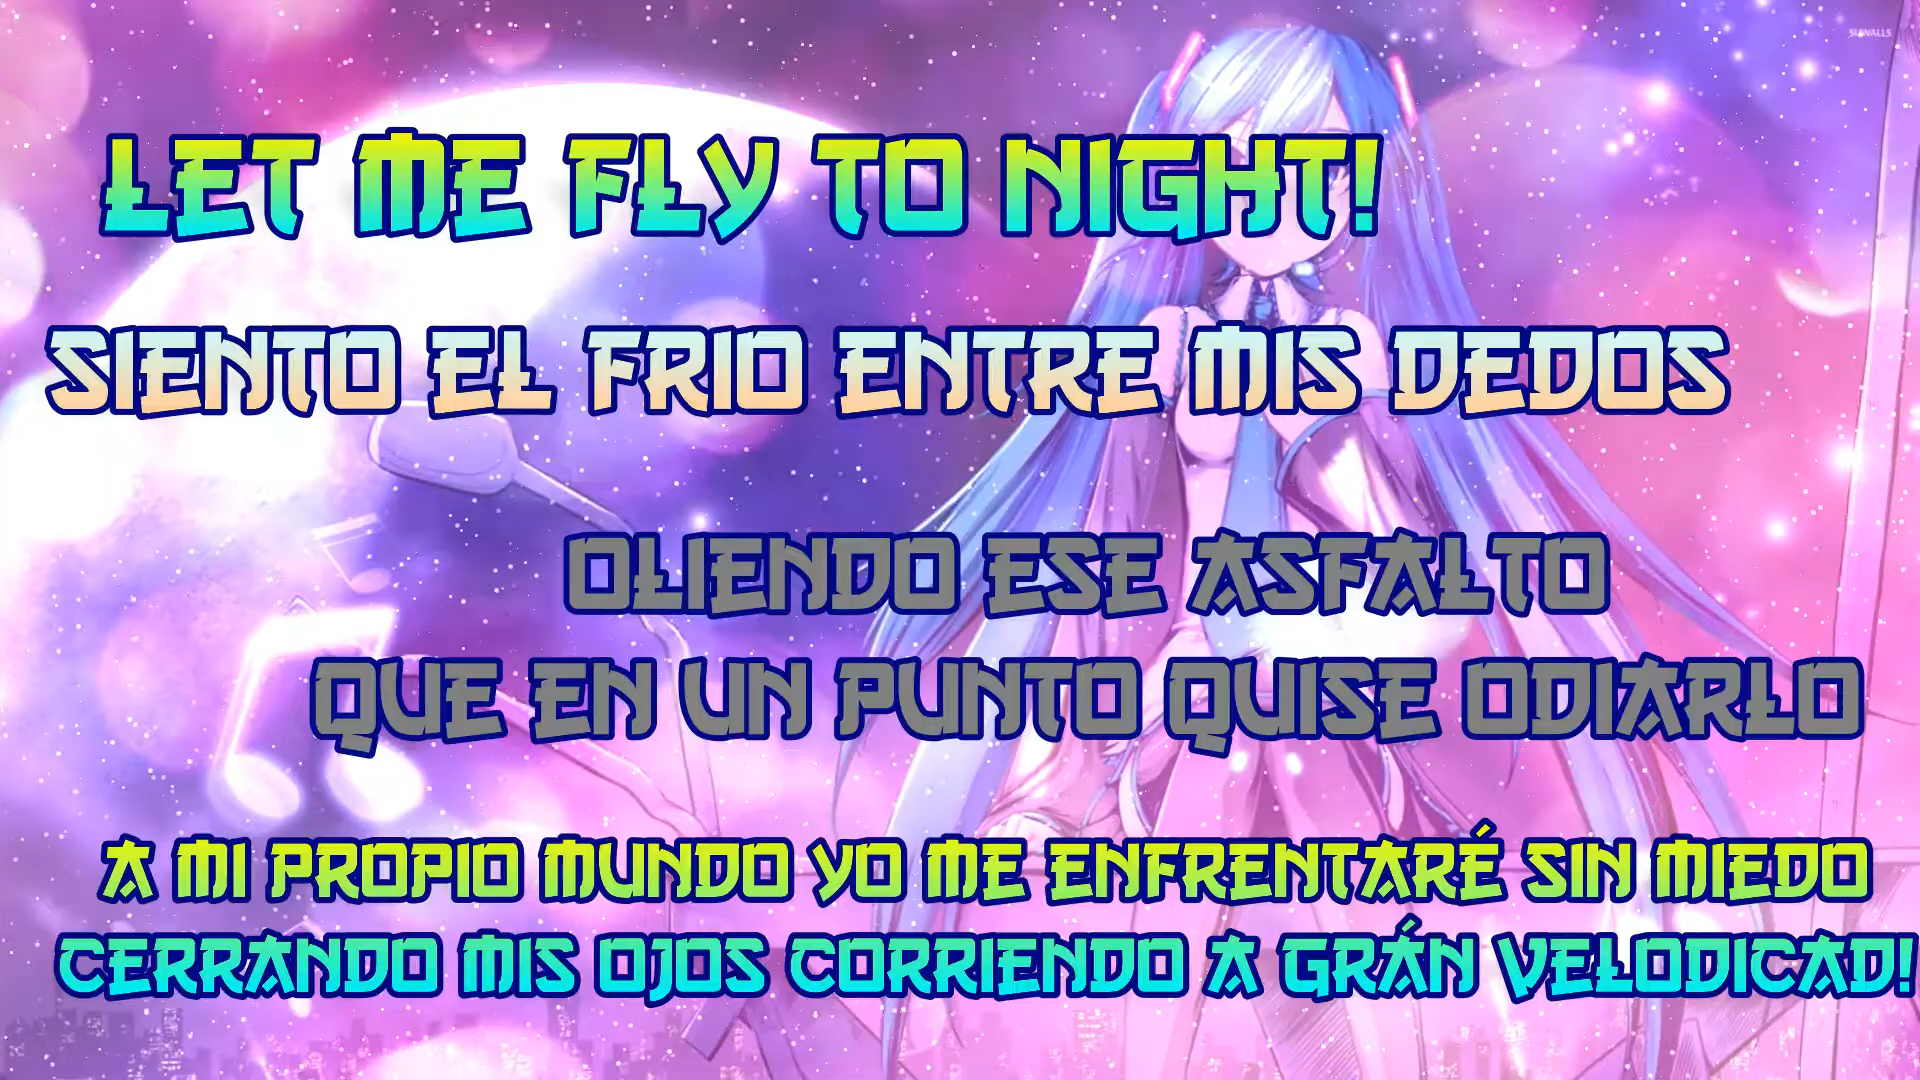 LET ME FLY TO NIGHT!
SIENTO EL FRIO ENTRE MIS DEDOS
OLIENDO ESE ASFALTO
QUE EN UN PUNTO QUISE ODIARLO
A MI PROPIO MUNDO YO ME ENFRENTARÉ SIN MIEDO
CERRANDO MIS OJOS CORRIENDO A GRÁN VELODICAD!